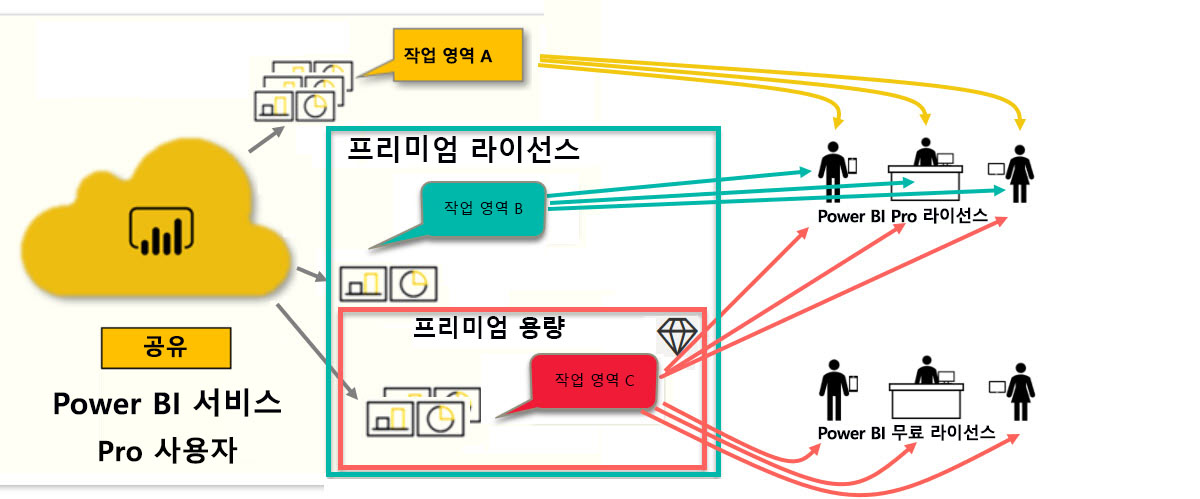 작업 영역 A
프리미엄 라이선스
작업 영역 B
Power BI Pro 라이선스
프리미엄 용량
공유
작업 영역 C
Power BI 서비스
Pro 사용자
Power BI 무료 라이선스